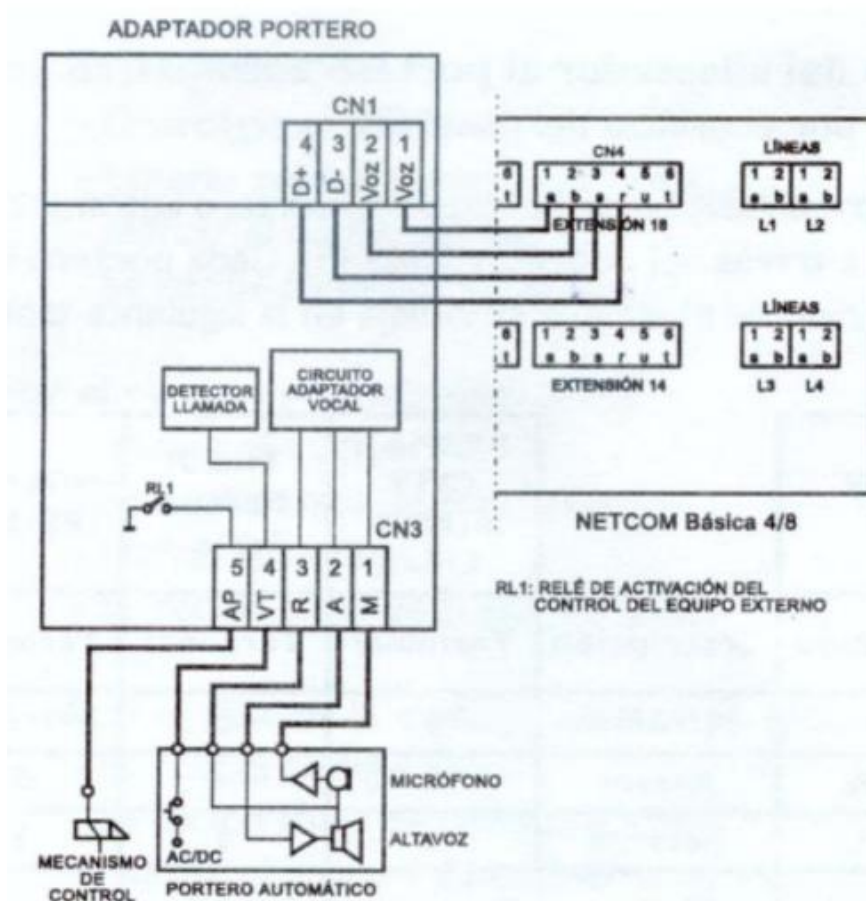 ADAPTADOR PORTERO
CN1
4 3 2 1
D+ D- Voz Voz
CN4
6 1 2 3 4 5 6
t a b s r u t
EXTENSIÓN 18
LÍNEAS
1 2 1 2
a b a b
L1 L2
6 1 2 3 4 5 6
t a b s r u t
EXTENSIÓN 14
LÍNEAS
1 2 1 2
a b a b
L3 L4
DETECTOR
LLAMADA
CIRCUITO
ADAPTADOR
VOCAL
RL1
CN3
5 4 3 2 1
AP VT R A M
NETCOM Básica 4/8
RL1: RELÉ DE ACTIVACIÓN DEL
CONTROL DEL EQUIPO EXTERNO
MICRÓFONO
ALTAVOZ
AC/DC
MECANISMO
DE
CONTROL
PORTERO AUTOMÁTICO